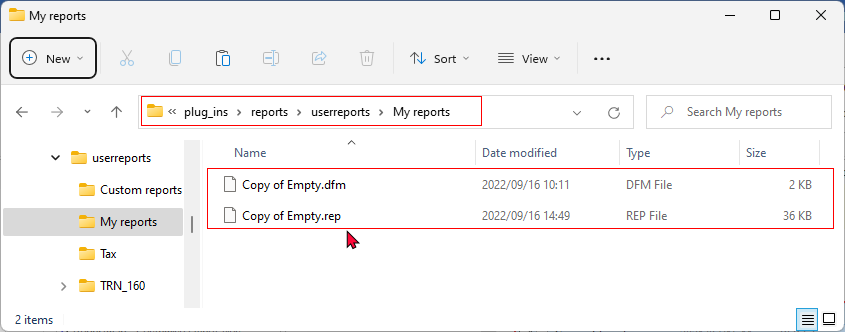 My reports
New Sort View
« plug_ins > reports > userreports > My reports Search My reports
userreports
Custom reports
My reports
Tax
TRN_160
Name Date modified Type Size
Copy of Empty.dfm 2022/09/16 10:11 DFM File 2 KB
Copy of Empty.rep 2022/09/16 14:49 REP File 36 KB
2 items